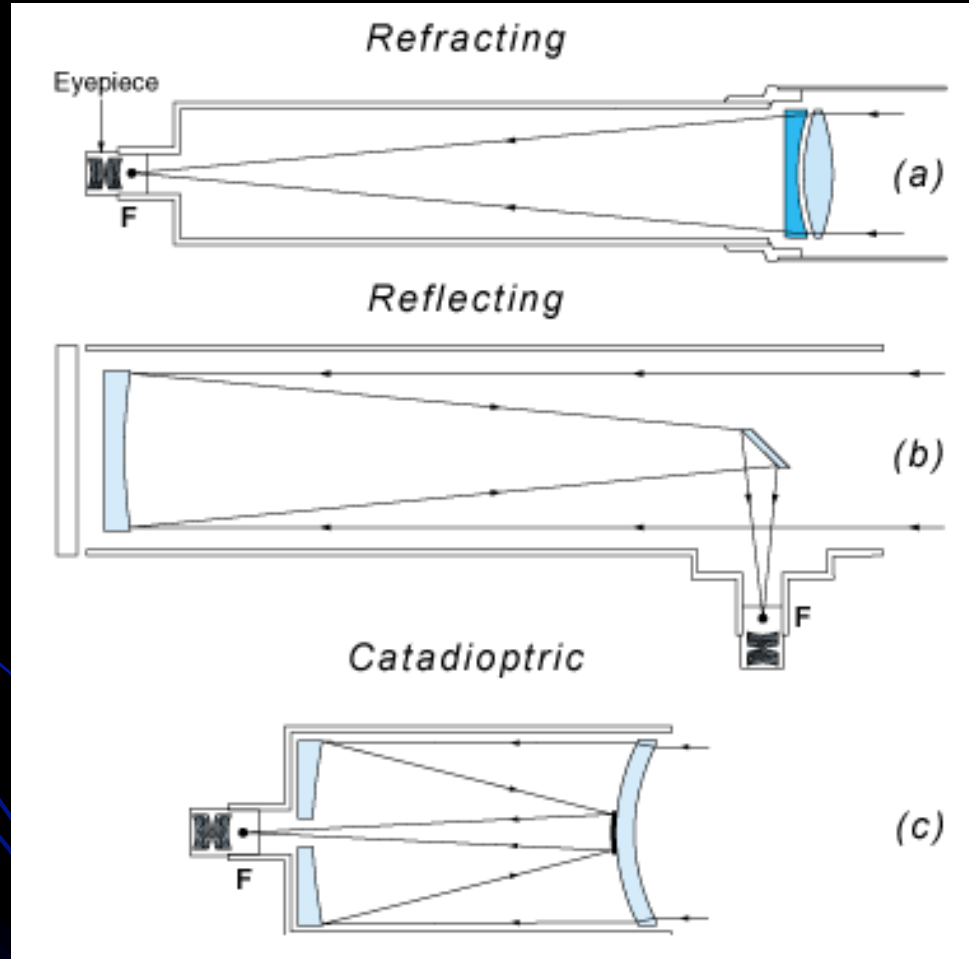 Refracting
Eyepiece
(a)
F
Reflecting
(b)
F
Catadioptric
(c)
F